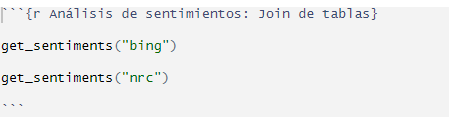 ```{r Análisis de sentimientos: Join de tablas}
get_sentiments("bing")
get_sentiments("nrc")
```